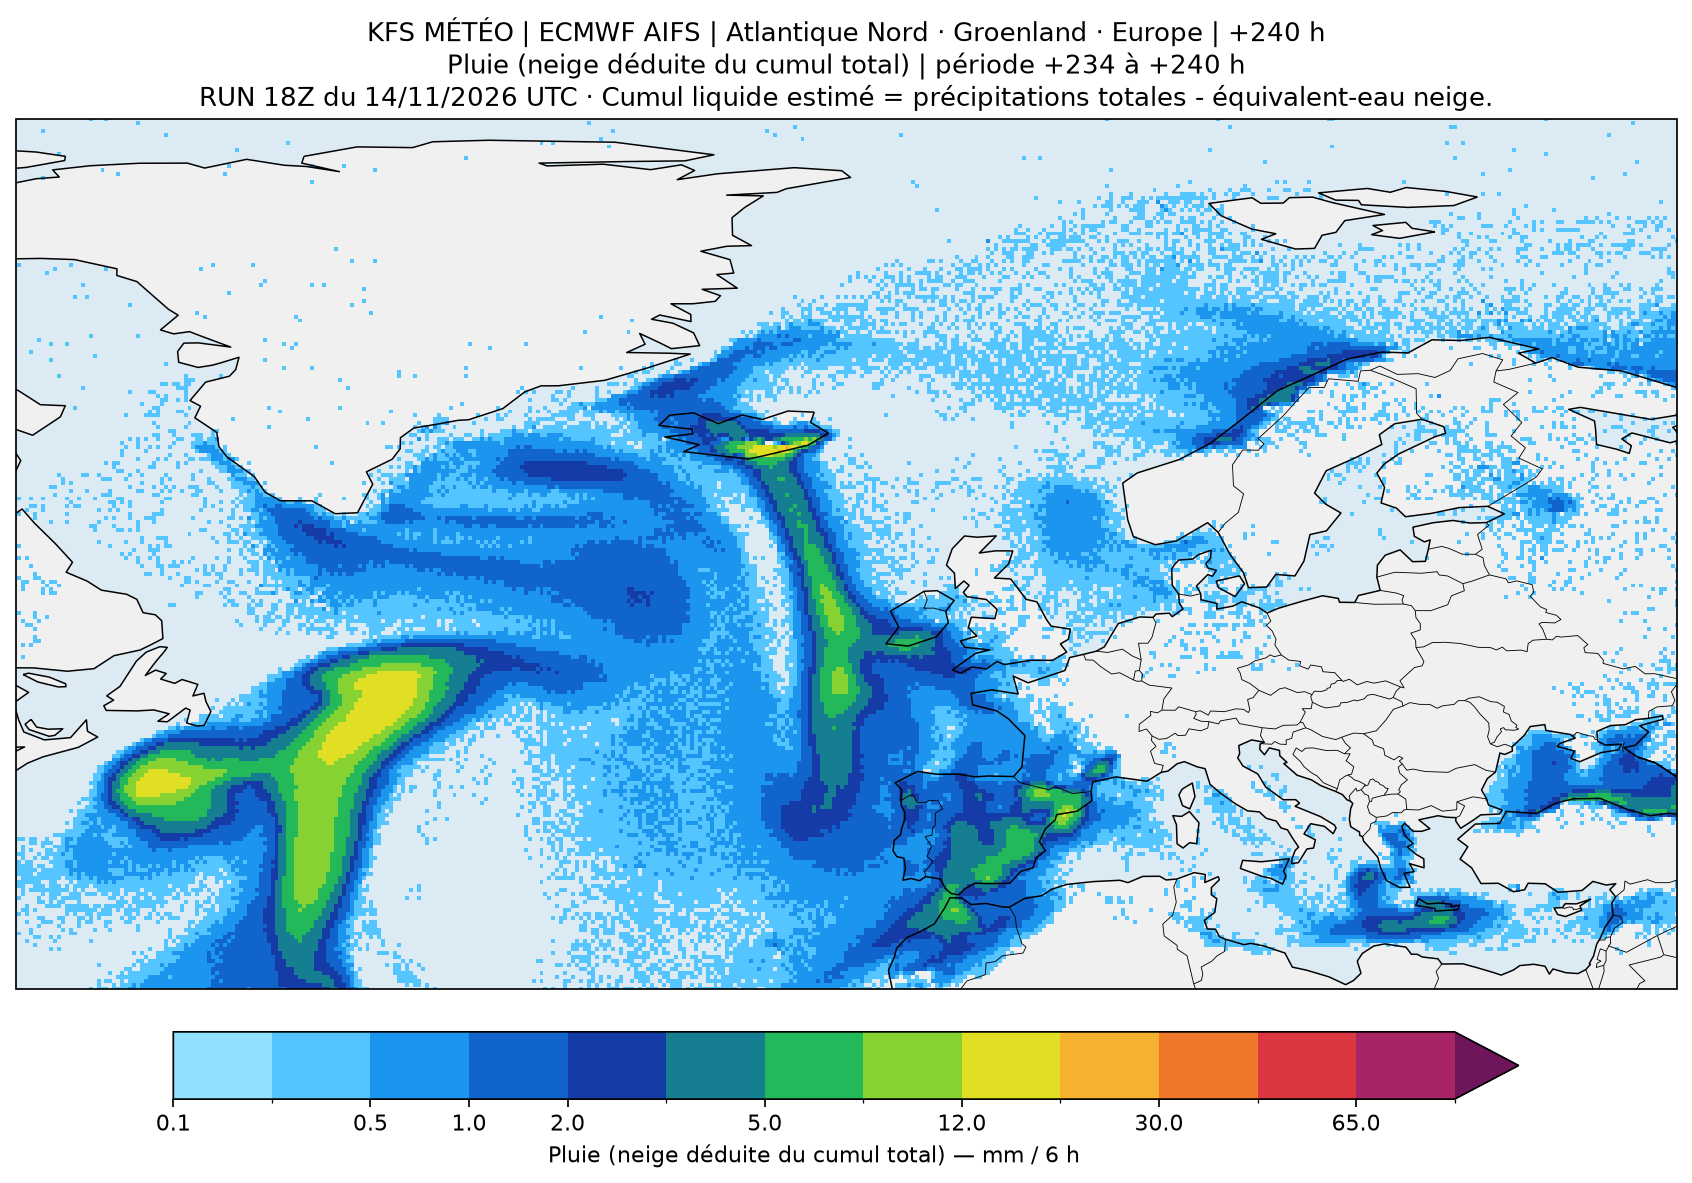 KFS MÉTÉO | ECMWF AIFS | Atlantique Nord · Groenland · Europe | +240 h
Pluie (neige déduite du cumul total) | période +234 à +240 h
RUN 18Z du 14/11/2026 UTC · Cumul liquide estimé = précipitations totales - équivalent-eau neige.
0.1 0.5 1.0 2.0 5.0 12.0 30.0 65.0
Pluie (neige déduite du cumul total) — mm / 6 h